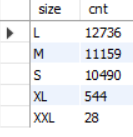 size cnt
L 12736
M 11159
S 10490
XL 544
XXL 28